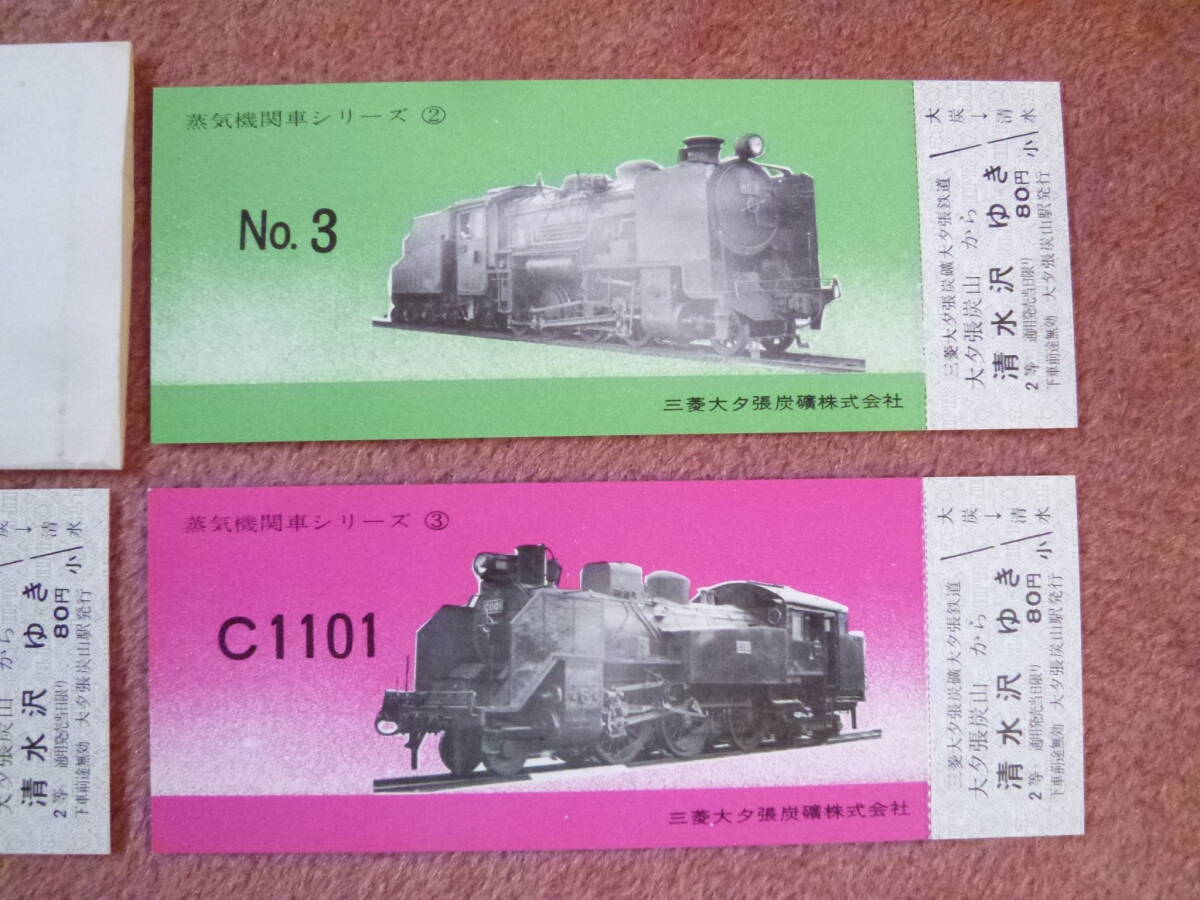 蒸気機関車シリーズ ②
No. 3
三菱大夕張炭礦株式会社
三菱大夕張炭礦大夕張鉄道
大夕張炭山 から
清水沢 ゆき
2等 通用発売当日限り 80円
下車前途無効 大夕張炭山駅発行
大炭→清水
小
蒸気機関車シリーズ ③
C1101
三菱大夕張炭礦株式会社
三菱大夕張炭礦大夕張鉄道
大夕張炭山 から
清水沢 ゆき
2等 通用発売当日限り 80円
下車前途無効 大夕張炭山駅発行
大炭→清水
小
大夕張炭山 から
清水沢 ゆき
2等 通用発売当日限り 80円
下車前途無効 大夕張炭山駅発行
炭→清水
小